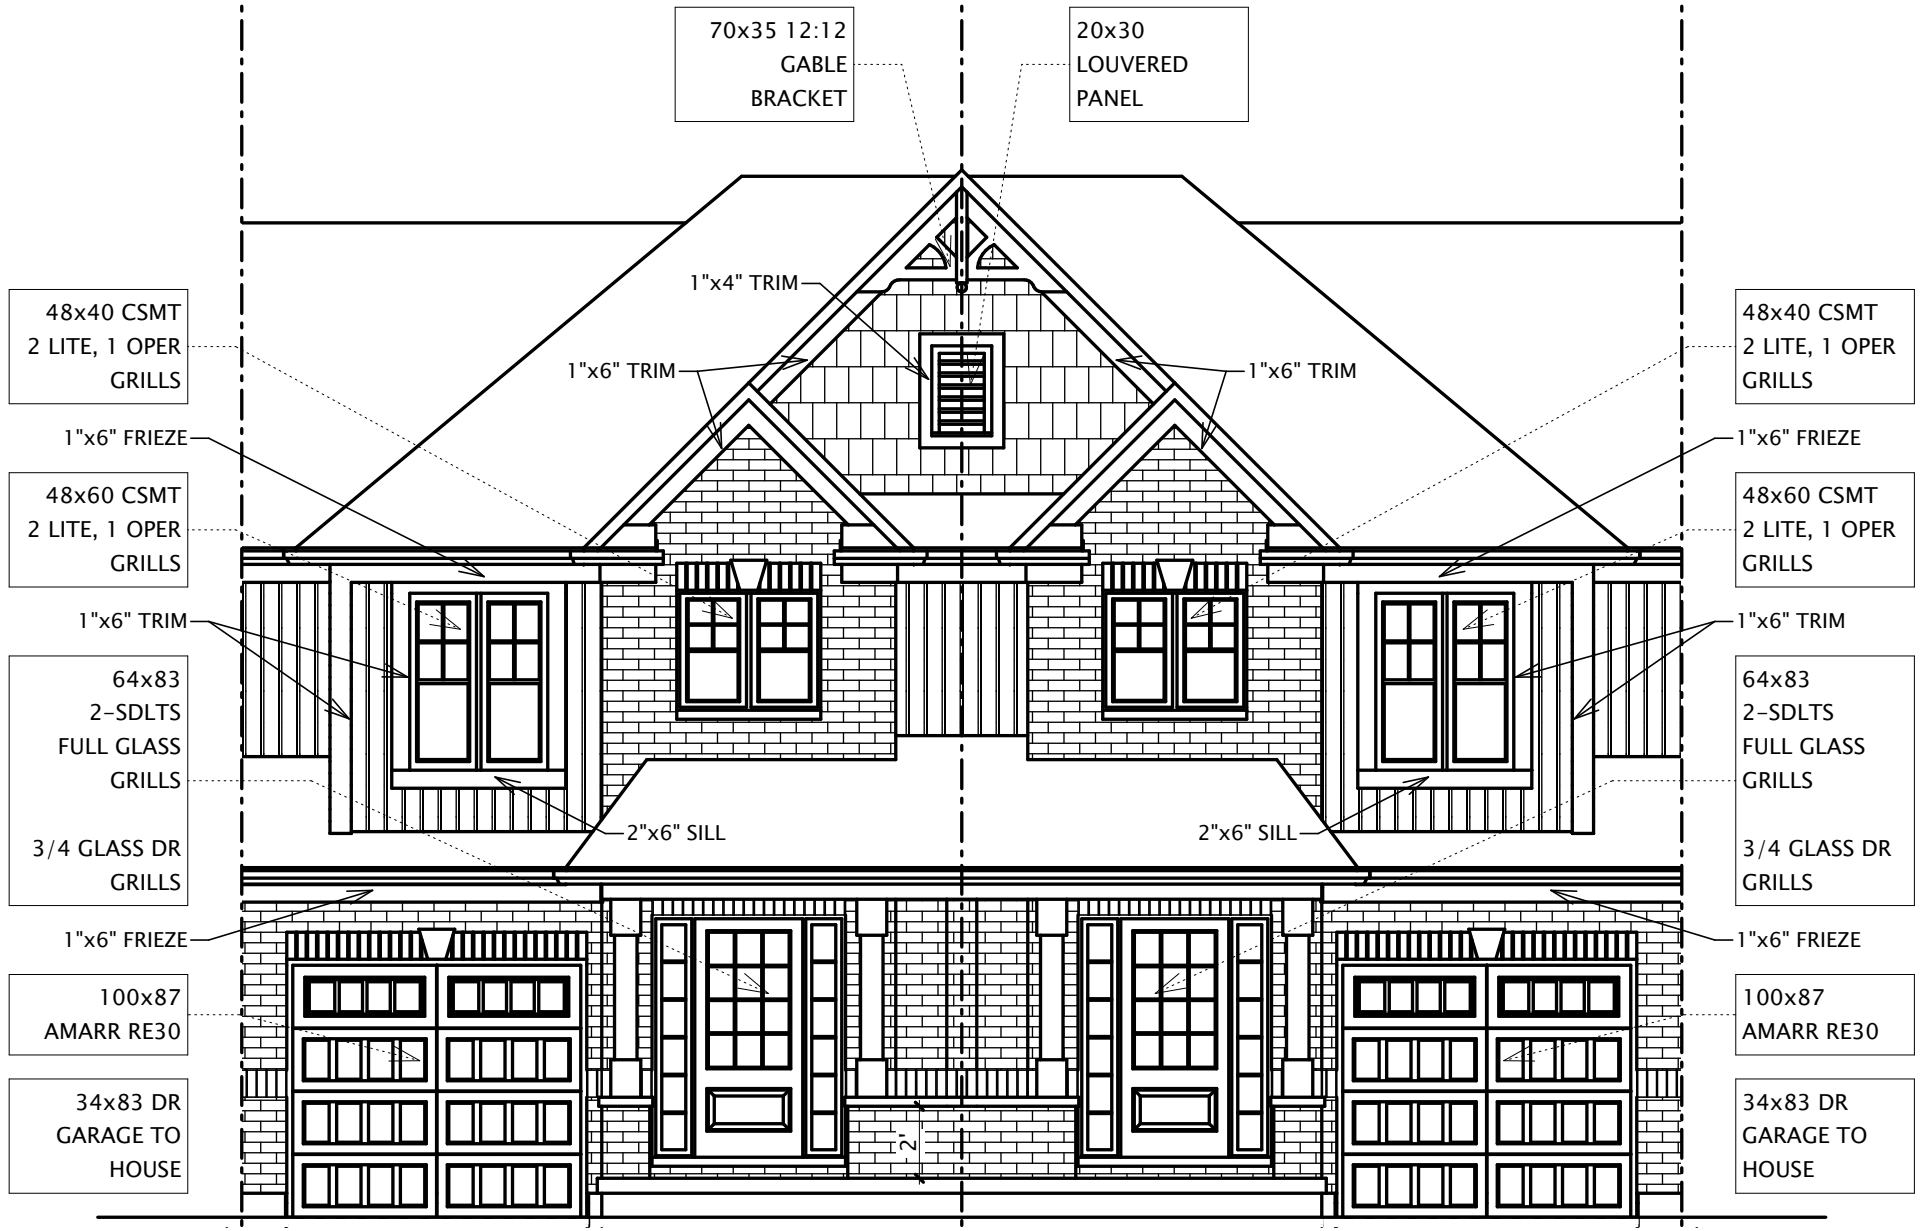 70x35 12:12
GABLE
BRACKET
20x30
LOUVERED
PANEL
1"x4" TRIM
1"x6" TRIM
1"x6" TRIM
48x40 CSMT
2 LITE, 1 OPER
GRILLS
1"x6" FRIEZE
48x60 CSMT
2 LITE, 1 OPER
GRILLS
1"x6" TRIM
64x83
2-SDLTS
FULL GLASS
GRILLS
3/4 GLASS DR
GRILLS
1"x6" FRIEZE
100x87
AMARR RE30
34x83 DR
GARAGE TO
HOUSE
2"x6" SILL
2"x6" SILL
2'
48x40 CSMT
2 LITE, 1 OPER
GRILLS
1"x6" FRIEZE
48x60 CSMT
2 LITE, 1 OPER
GRILLS
1"x6" TRIM
64x83
2-SDLTS
FULL GLASS
GRILLS
3/4 GLASS DR
GRILLS
1"x6" FRIEZE
100x87
AMARR RE30
34x83 DR
GARAGE TO
HOUSE